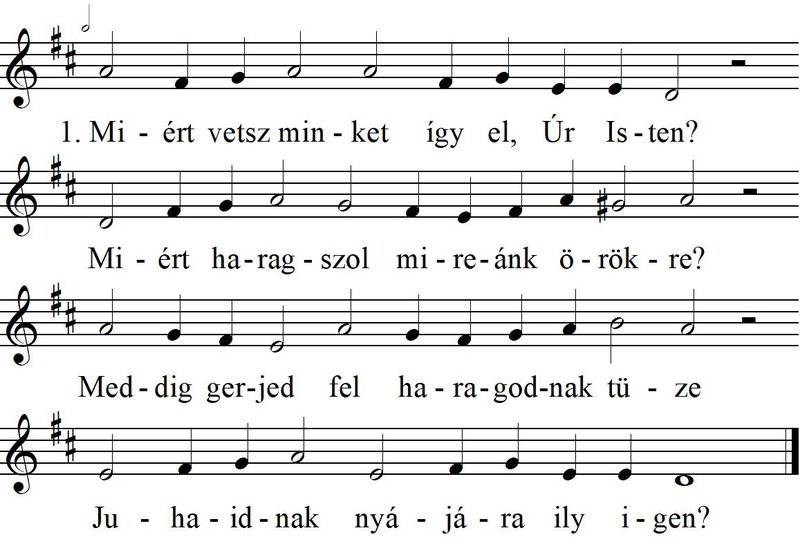 1. Mi - ért vetsz min - ket így el, Úr Is - ten?
Mi - ért ha - rag - szol mi - re - ánk ö - rök - re?
Med - dig ger - jed fel ha - ra - god - nak tü - ze
Ju - ha - id - nak nyá - já - ra ily i - gen?